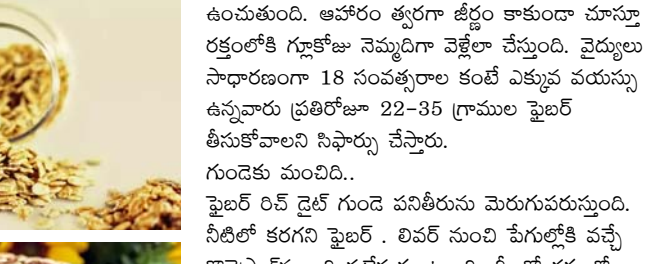 ఉంచుతుంది. ఆహారం త్వరగా జీర్ణం కాకుండా చూస్తూ
రక్తంలోకి గ్లూకోజు నెమ్మదిగా వెళ్లేలా చేస్తుంది. వైద్యులు
సాధారణంగా 18 సంవత్సరాల కంటే ఎక్కువ వయస్సు
ఉన్నవారు ప్రతిరోజూ 22-35 గ్రాముల ఫైబర్
తీసుకోవాలని సిఫార్సు చేస్తారు.
గుండెకు మంచిది..
ఫైబర్ రిచ్ డైట్ గుండె పనితీరును మెరుగుపరుస్తుంది.
నీటిలో కరగని ఫైబర్ . లివర్ నుంచి పేగుల్లోకి వచ్చే